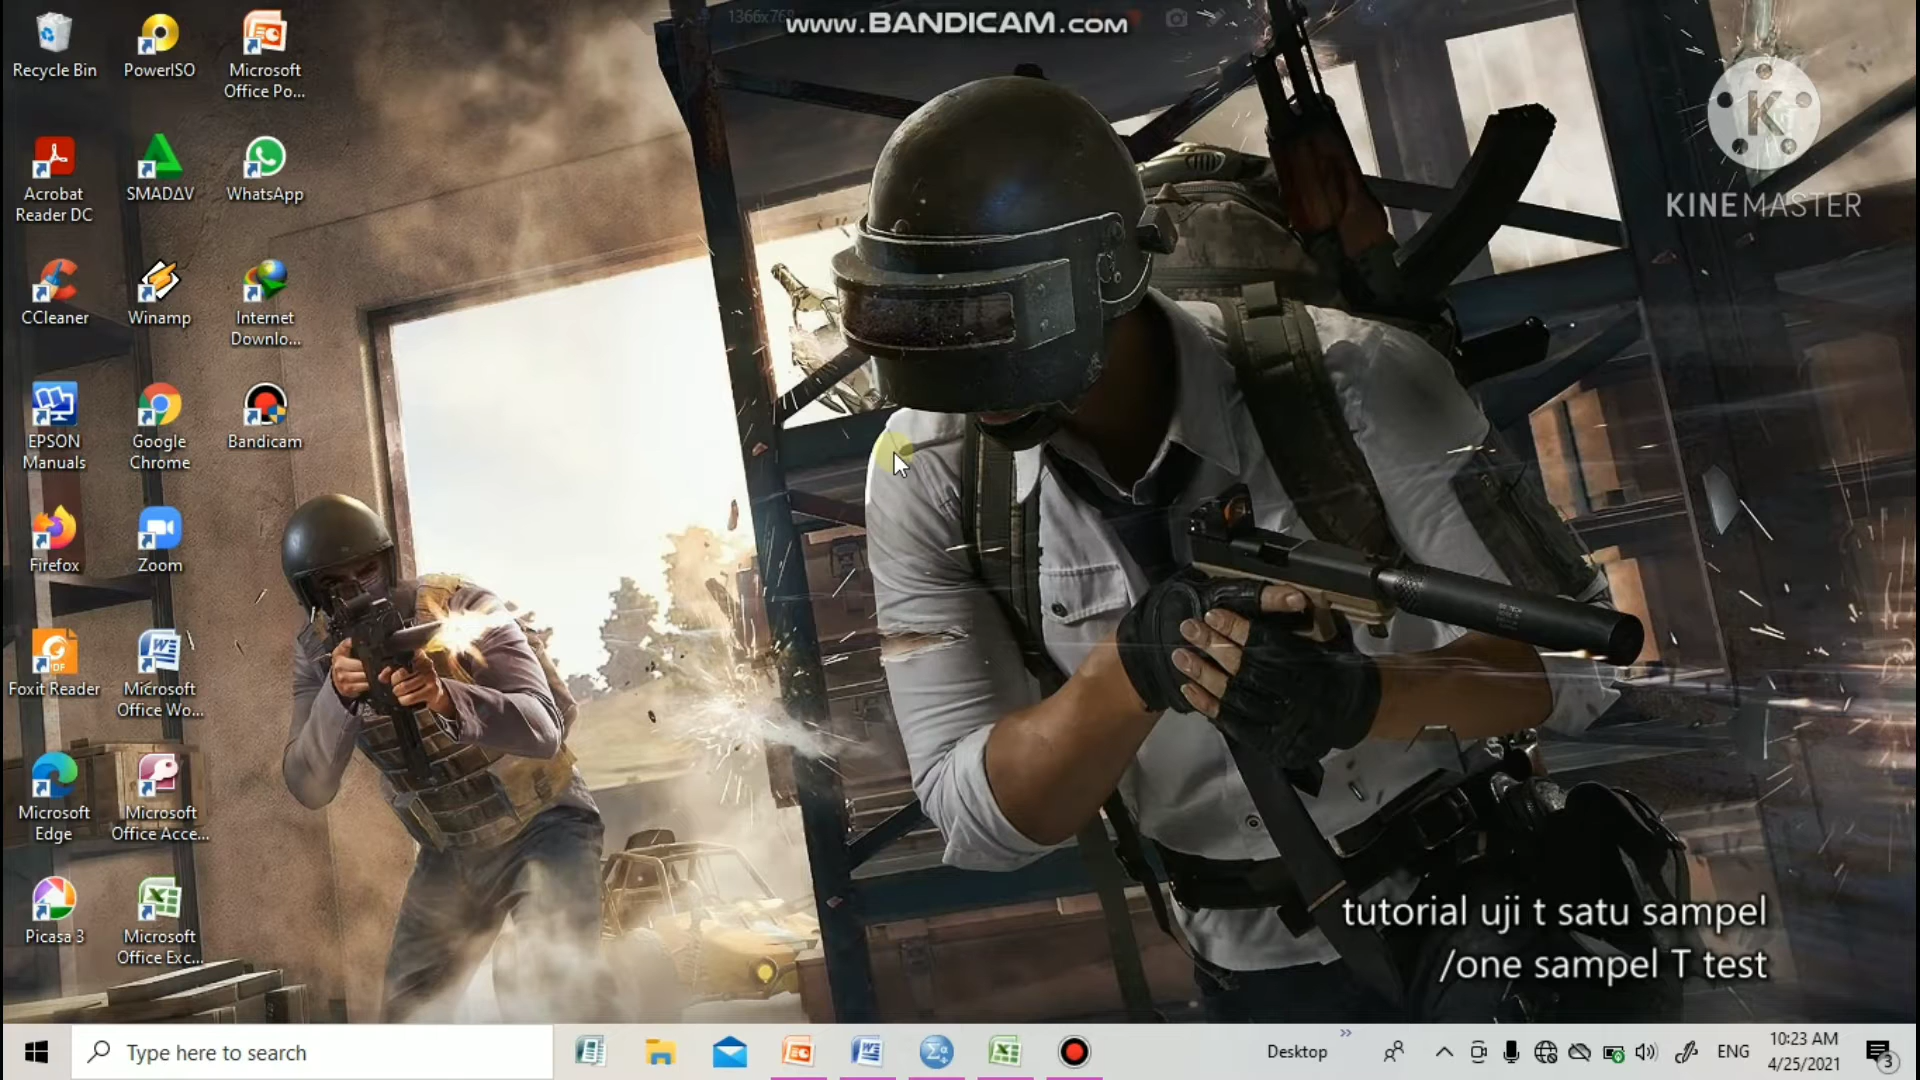 1366x768
www.BANDICAM.com
Recycle Bin
PowerISO
Microsoft
Office Po...
KINEMASTER
Acrobat
Reader DC
SMADΔV
WhatsApp
CCleaner
Winamp
Internet
Downlo...
EPSON
Manuals
Google
Chrome
Bandicam
Firefox
Zoom
Foxit Reader
Microsoft
Office Wo...
Microsoft
Edge
Microsoft
Office Acce...
Picasa 3
Microsoft
Office Exc...
tutorial uji t satu sampel
/one sampel T test
Type here to search
Desktop
ENG
10:23 AM
4/25/2021
3